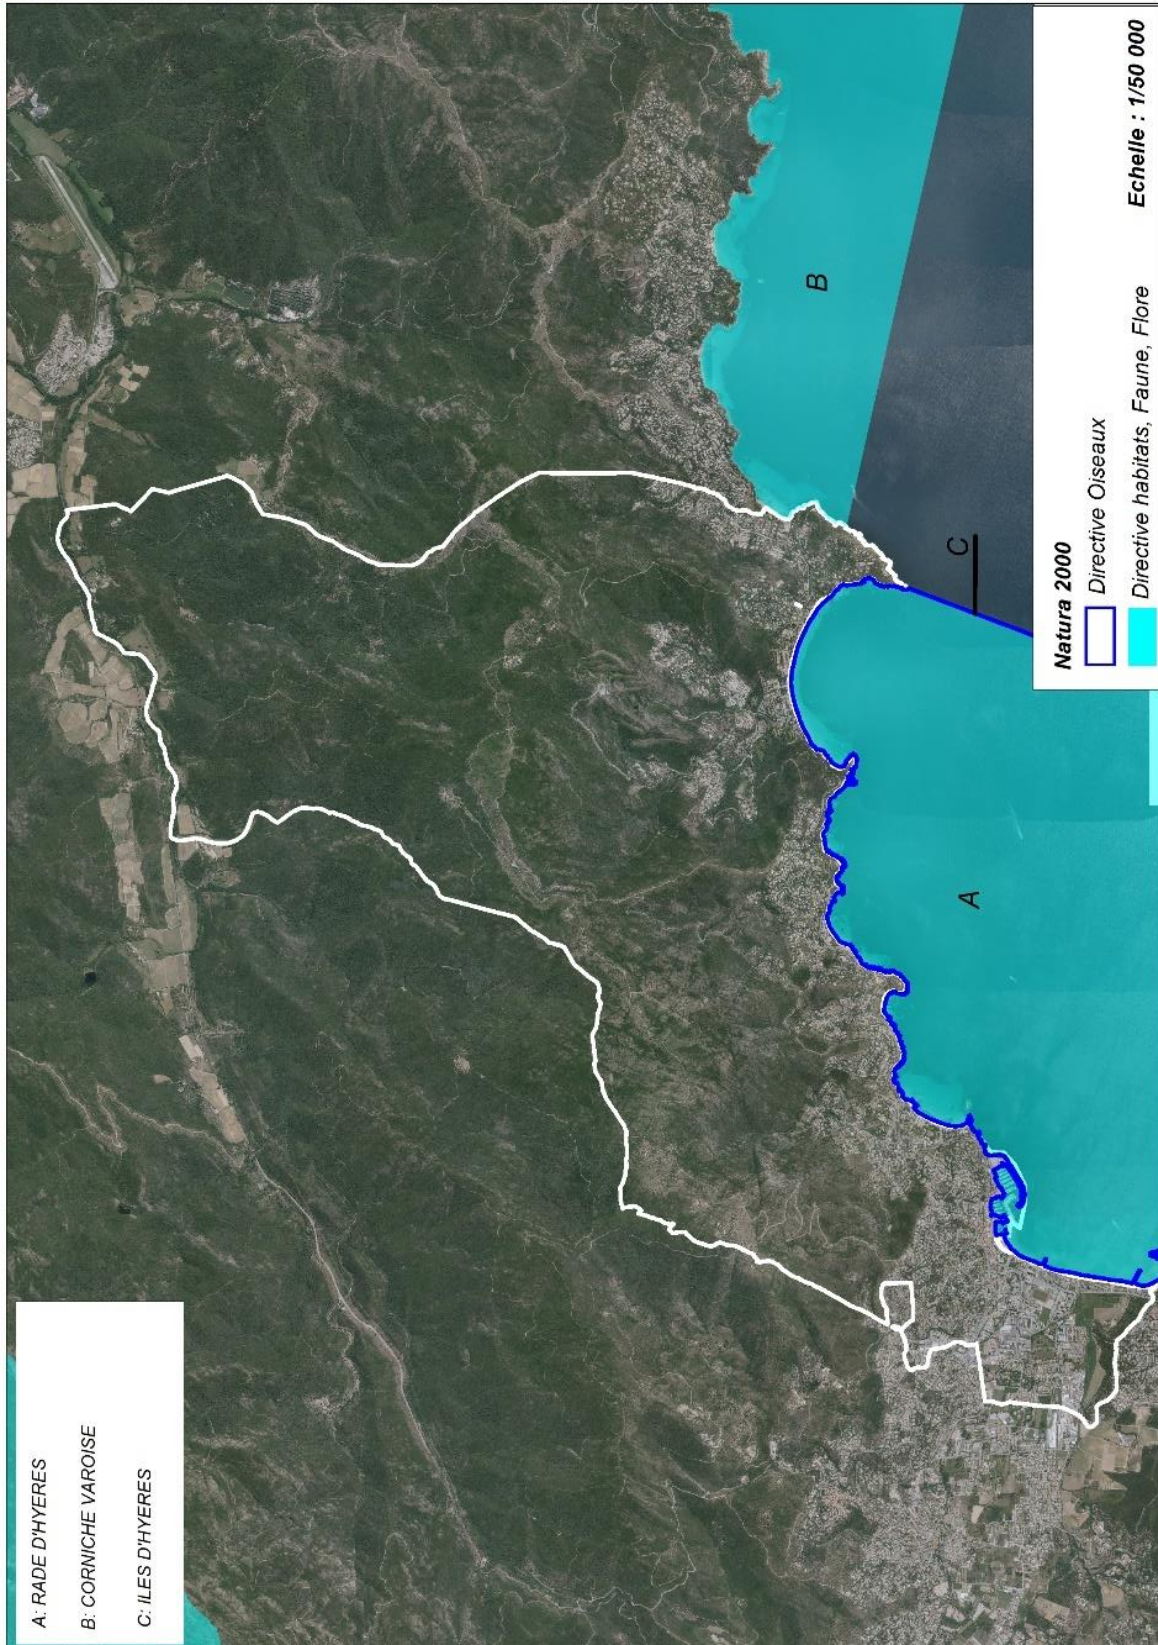 A: RADE D'HYERES
B: CORNICHE VAROISE
C: ILES D'HYERES
B
C
A
Natura 2000
Directive Oiseaux
Directive habitats, Faune, Flore
Echelle : 1/50 000